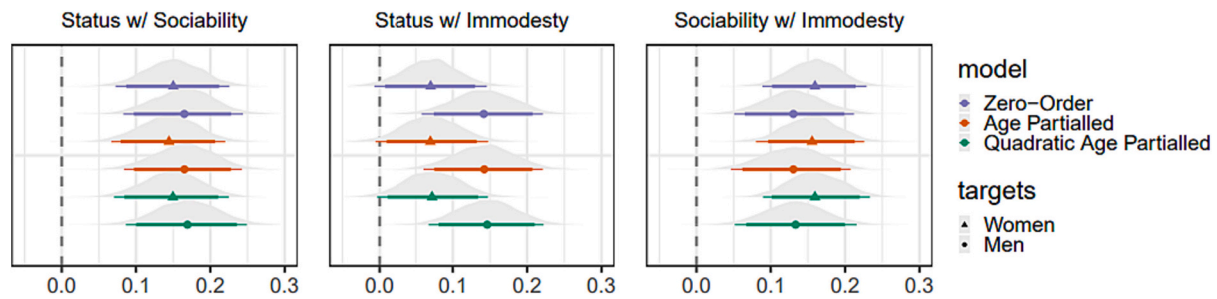 Status w/ Sociability
Status w/ Immodesty
Sociability w/ Immodesty
model
Zero−Order
Age Partialled
Quadratic Age Partialled
targets
Women
Men
0.0 0.1 0.2 0.3
0.0 0.1 0.2 0.3
0.0 0.1 0.2 0.3